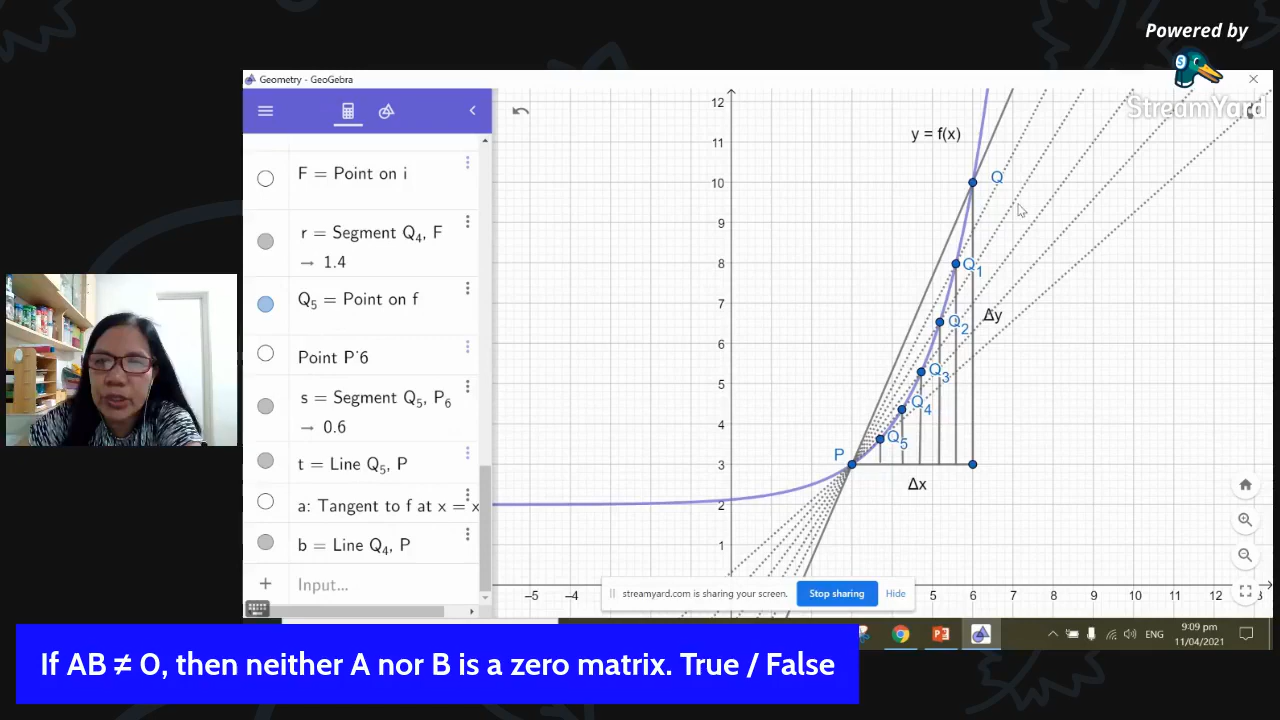 Powered by
StreamYard
Geometry - GeoGebra
F = Point on i
r = Segment Q₄, F
→ 1.4
Q₅ = Point on f
Point P'6
s = Segment Q₅, P₆
→ 0.6
t = Line Q₅, P
a: Tangent to f at x = x
b = Line Q₄, P
Input...
12
11
10
9
8
7
6
5
4
3
2
1
y = f(x)
Q
Q₁
Q₂
Δy
Q₃
Q₄
Q₅
P
Δx
−5 −4 5 6 7 8 9 10 11 12 13
streamyard.com is sharing your screen. Stop sharing Hide
ENG
9:09 pm
11/04/2021
If AB ≠ 0, then neither A nor B is a zero matrix. True / False